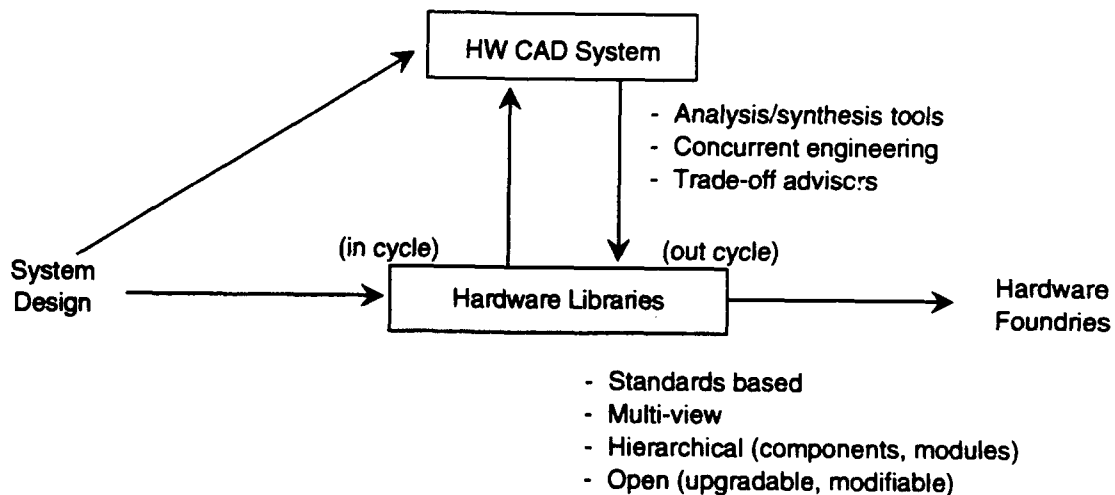 HW CAD System
- Analysis/synthesis tools
- Concurrent engineering
- Trade-off advisors
(in cycle)
(out cycle)
System
Design
Hardware Libraries
Hardware
Foundries
- Standards based
- Multi-view
- Hierarchical (components, modules)
- Open (upgradable, modifiable)